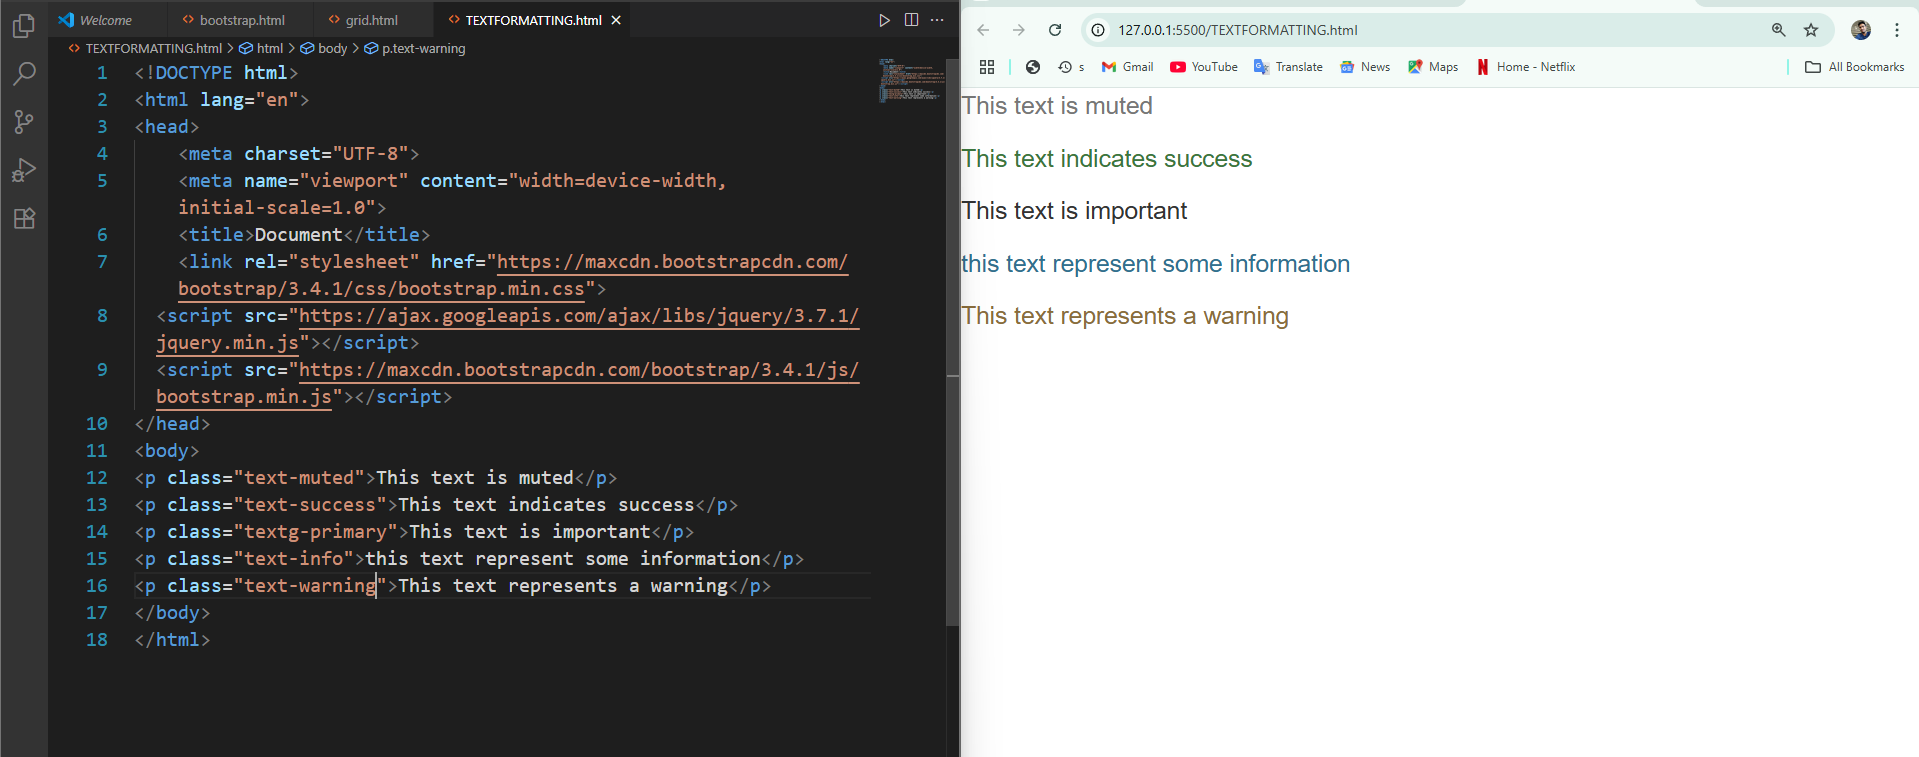 Welcome
bootstrap.html
grid.html
TEXTFORMATTING.html
TEXTFORMATTING.html > html > body > p.text-warning
1 <!DOCTYPE html>
2 <html lang="en">
3 <head>
4 <meta charset="UTF-8">
5 <meta name="viewport" content="width=device-width,
initial-scale=1.0">
6 <title>Document</title>
7 <link rel="stylesheet" href="https://maxcdn.bootstrapcdn.com/
bootstrap/3.4.1/css/bootstrap.min.css">
8 <script src="https://ajax.googleapis.com/ajax/libs/jquery/3.7.1/
jquery.min.js"></script>
9 <script src="https://maxcdn.bootstrapcdn.com/bootstrap/3.4.1/js/
bootstrap.min.js"></script>
10 </head>
11 <body>
12 <p class="text-muted">This text is muted</p>
13 <p class="text-success">This text indicates success</p>
14 <p class="textg-primary">This text is important</p>
15 <p class="text-info">this text represent some information</p>
16 <p class="text-warning">This text represents a warning</p>
17 </body>
18 </html>
127.0.0.1:5500/TEXTFORMATTING.html
s
Gmail
YouTube
Translate
News
Maps
Home - Netflix
All Bookmarks
This text is muted
This text indicates success
This text is important
this text represent some information
This text represents a warning